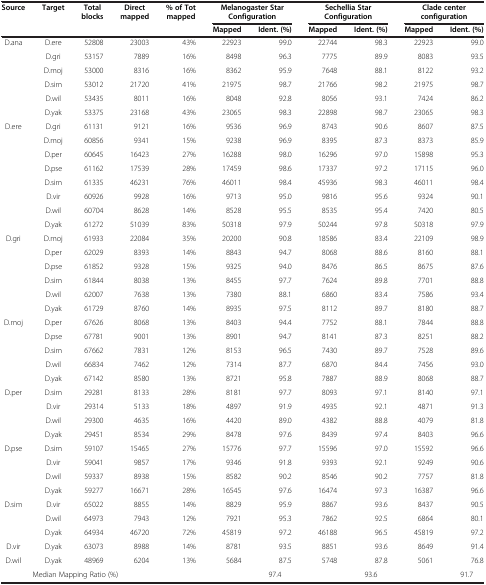 Source Target Total blocks Direct mapped % of Tot mapped Melanogaster Star Configuration Sechellia Star Configuration Clade center configuration
Mapped Ident. (%) Mapped Ident. (%) Mapped Ident. (%)
D.ana D.ere 52808 23003 43% 22923 99.0 22744 98.3 22923 99.0
D.gri 53157 7889 16% 8498 96.3 7775 89.9 8083 93.5
D.moj 53000 8316 16% 8362 95.9 7648 88.1 8122 93.2
D.sim 53012 21720 41% 21975 98.7 21766 98.2 21975 98.7
D.wil 53435 8011 16% 8048 92.8 8056 93.1 7424 86.2
D.yak 53375 23168 43% 23065 98.3 22898 98.7 23065 98.3
D.ere D.gri 61131 9121 16% 9536 96.9 8743 90.6 8607 87.5
D.moj 60856 9341 15% 9238 96.9 8395 87.3 8373 85.9
D.per 60645 16423 27% 16288 98.0 16296 97.0 15898 95.3
D.pse 61162 17539 28% 17459 98.6 17337 97.2 17115 96.0
D.sim 61335 46231 76% 46011 98.4 45936 98.3 46011 98.4
D.vir 60926 9928 16% 9713 95.0 9816 95.6 9324 90.1
D.wil 60704 8628 14% 8528 95.5 8535 95.4 7420 80.5
D.yak 61272 51039 83% 50318 97.9 50244 97.8 50318 97.9
D.gri D.moj 61933 22084 35% 20200 90.8 18586 83.4 22109 98.9
D.per 62029 8393 14% 8843 94.7 8068 88.6 8160 88.1
D.pse 61852 9328 15% 9325 94.0 8476 86.5 8675 87.6
D.sim 61844 8038 13% 8455 97.7 7624 89.8 7701 88.8
D.wil 62007 7638 13% 7380 88.1 6860 83.4 7586 93.4
D.yak 61729 8760 14% 8935 97.5 8112 89.7 8180 88.7
D.moj D.per 67626 8068 13% 8403 94.4 7752 88.1 7844 88.8
D.pse 67781 9001 13% 8901 94.7 8141 87.3 8251 88.2
D.sim 67662 7831 12% 8153 96.5 7430 89.7 7528 89.6
D.wil 66834 7462 12% 7314 87.7 6870 84.4 7456 93.0
D.yak 67142 8580 13% 8721 95.8 7887 88.9 8068 88.7
D.per D.sim 29281 8133 28% 8181 97.7 8093 97.1 8140 97.1
D.vir 29314 5133 18% 4897 91.9 4935 92.1 4871 91.3
D.wil 29300 4635 16% 4420 89.0 4382 88.8 4079 81.8
D.yak 29451 8534 29% 8478 97.6 8439 97.4 8403 96.6
D.pse D.sim 59107 15465 27% 15776 97.7 15596 97.0 15592 96.6
D.vir 59041 9857 17% 9346 91.8 9393 92.1 9249 90.6
D.wil 59337 8938 15% 8582 90.2 8546 90.2 7757 81.8
D.yak 59277 16671 28% 16545 97.6 16474 97.3 16387 96.6
D.sim D.vir 65022 8855 14% 8829 95.9 8867 93.6 8437 90.5
D.wil 64973 7943 12% 7921 95.3 7862 92.5 6864 80.1
D.yak 64934 46720 72% 45819 97.2 46188 96.5 45819 97.2
D.vir D.yak 63073 8988 14% 8781 93.5 8851 93.6 8649 91.4
D.wil D.yak 48969 6204 13% 5684 87.5 5748 87.8 5061 76.8
Median Mapping Ratio (%) 97.4 93.6 91.7